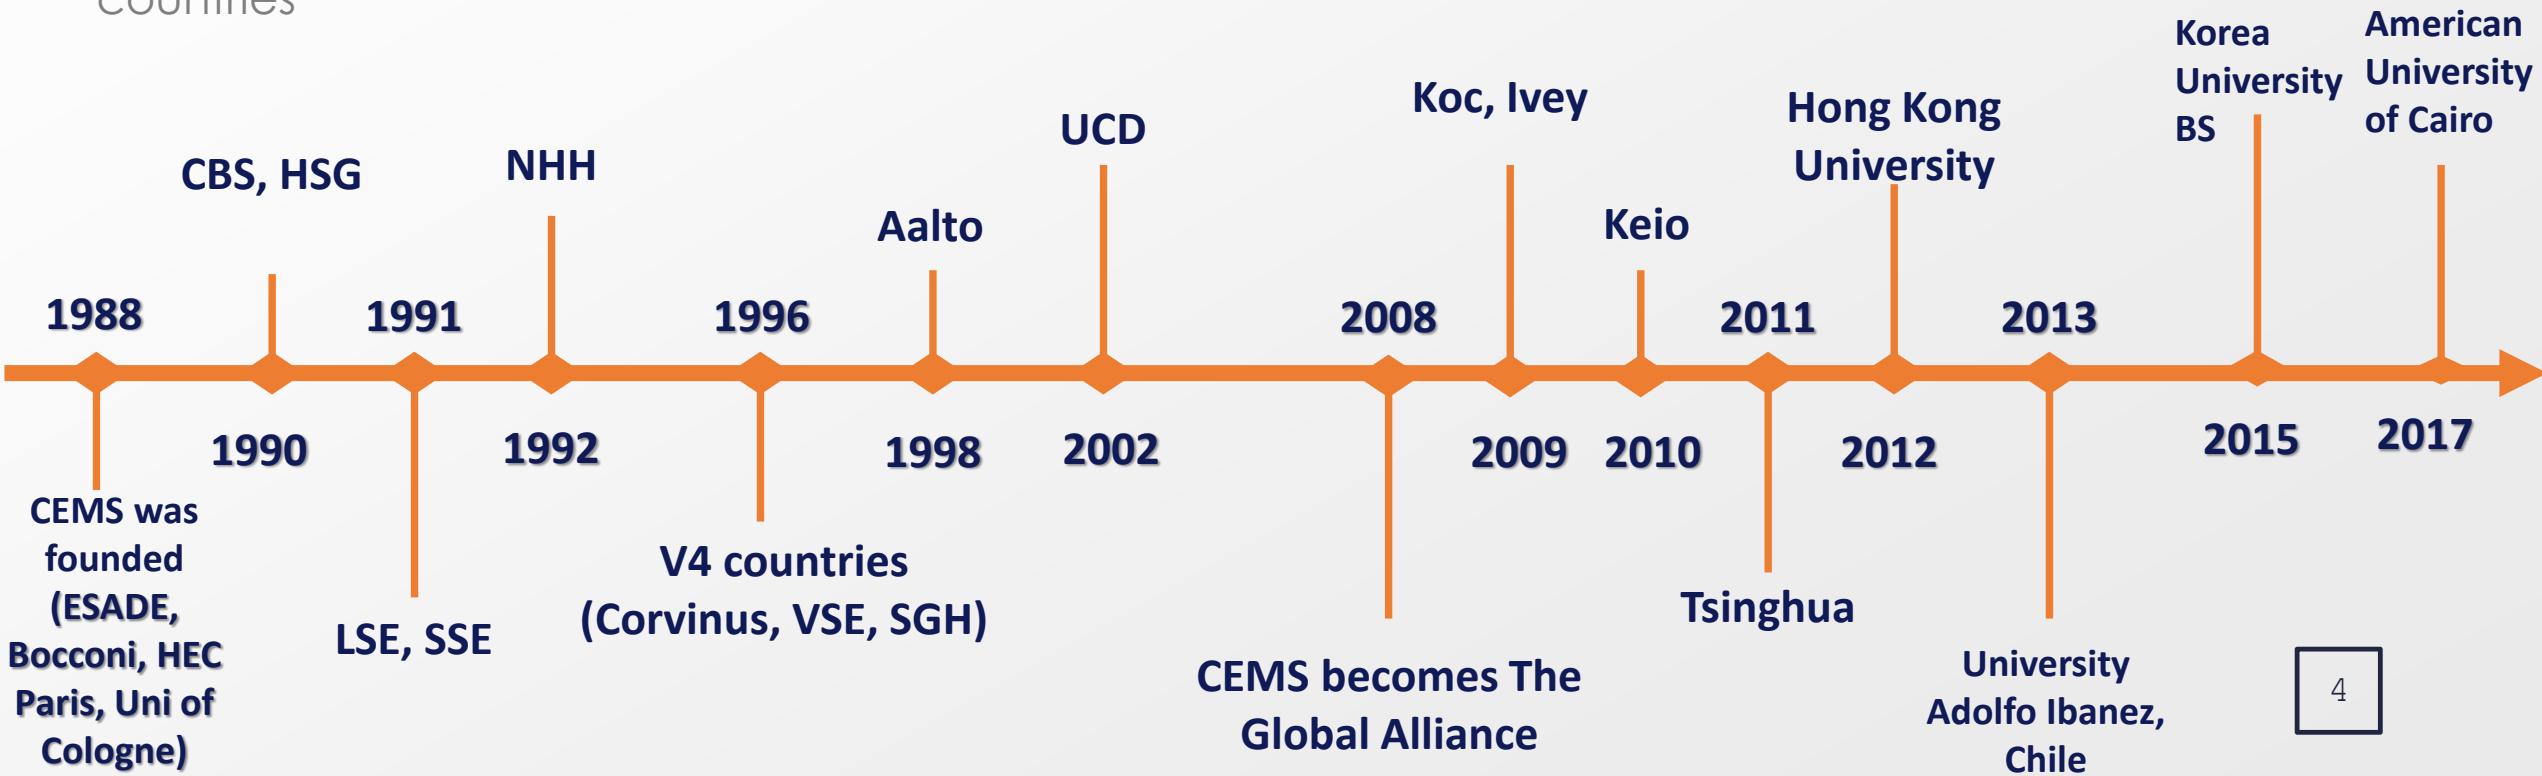 countries
Korea
University
BS
American
University
of Cairo
Koc, Ivey
Hong Kong
University
UCD
NHH
CBS, HSG
Aalto
Keio
1988
1991
1996
2008
2011
2013
1990
1992
1998
2002
2009
2010
2012
2015
2017
CEMS was
founded
(ESADE,
Bocconi, HEC
Paris, Uni of
Cologne)
LSE, SSE
V4 countries
(Corvinus, VSE, SGH)
CEMS becomes The
Global Alliance
Tsinghua
University
Adolfo Ibanez,
Chile
4